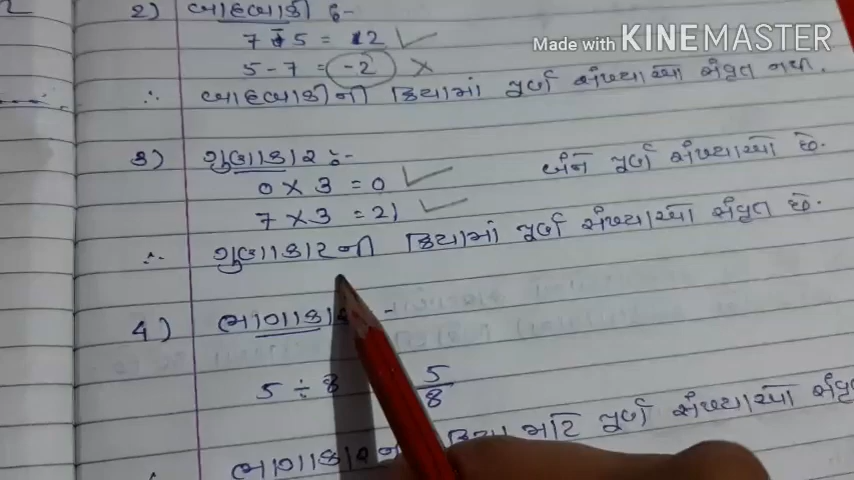 Made with KINEMASTER
2) બાદબાકી :-
7 - 5 = 2 ✓
5 - 7 = -2 ✗
∴ બાદબાકીની ક્રિયામાં પૂર્ણ સંખ્યાઓ સંવૃત નથી.
3) ગુણાકાર :-
0 × 3 = 0 ✓ બંને પૂર્ણ સંખ્યાઓ છે.
7 × 3 = 21 ✓
∴ ગુણાકારની ક્રિયામાં પૂર્ણ સંખ્યાઓ સંવૃત છે.
4) ભાગાકાર -
5 ÷ 8 5/8
ક્રિયા માટે પૂર્ણ સંખ્યાઓ